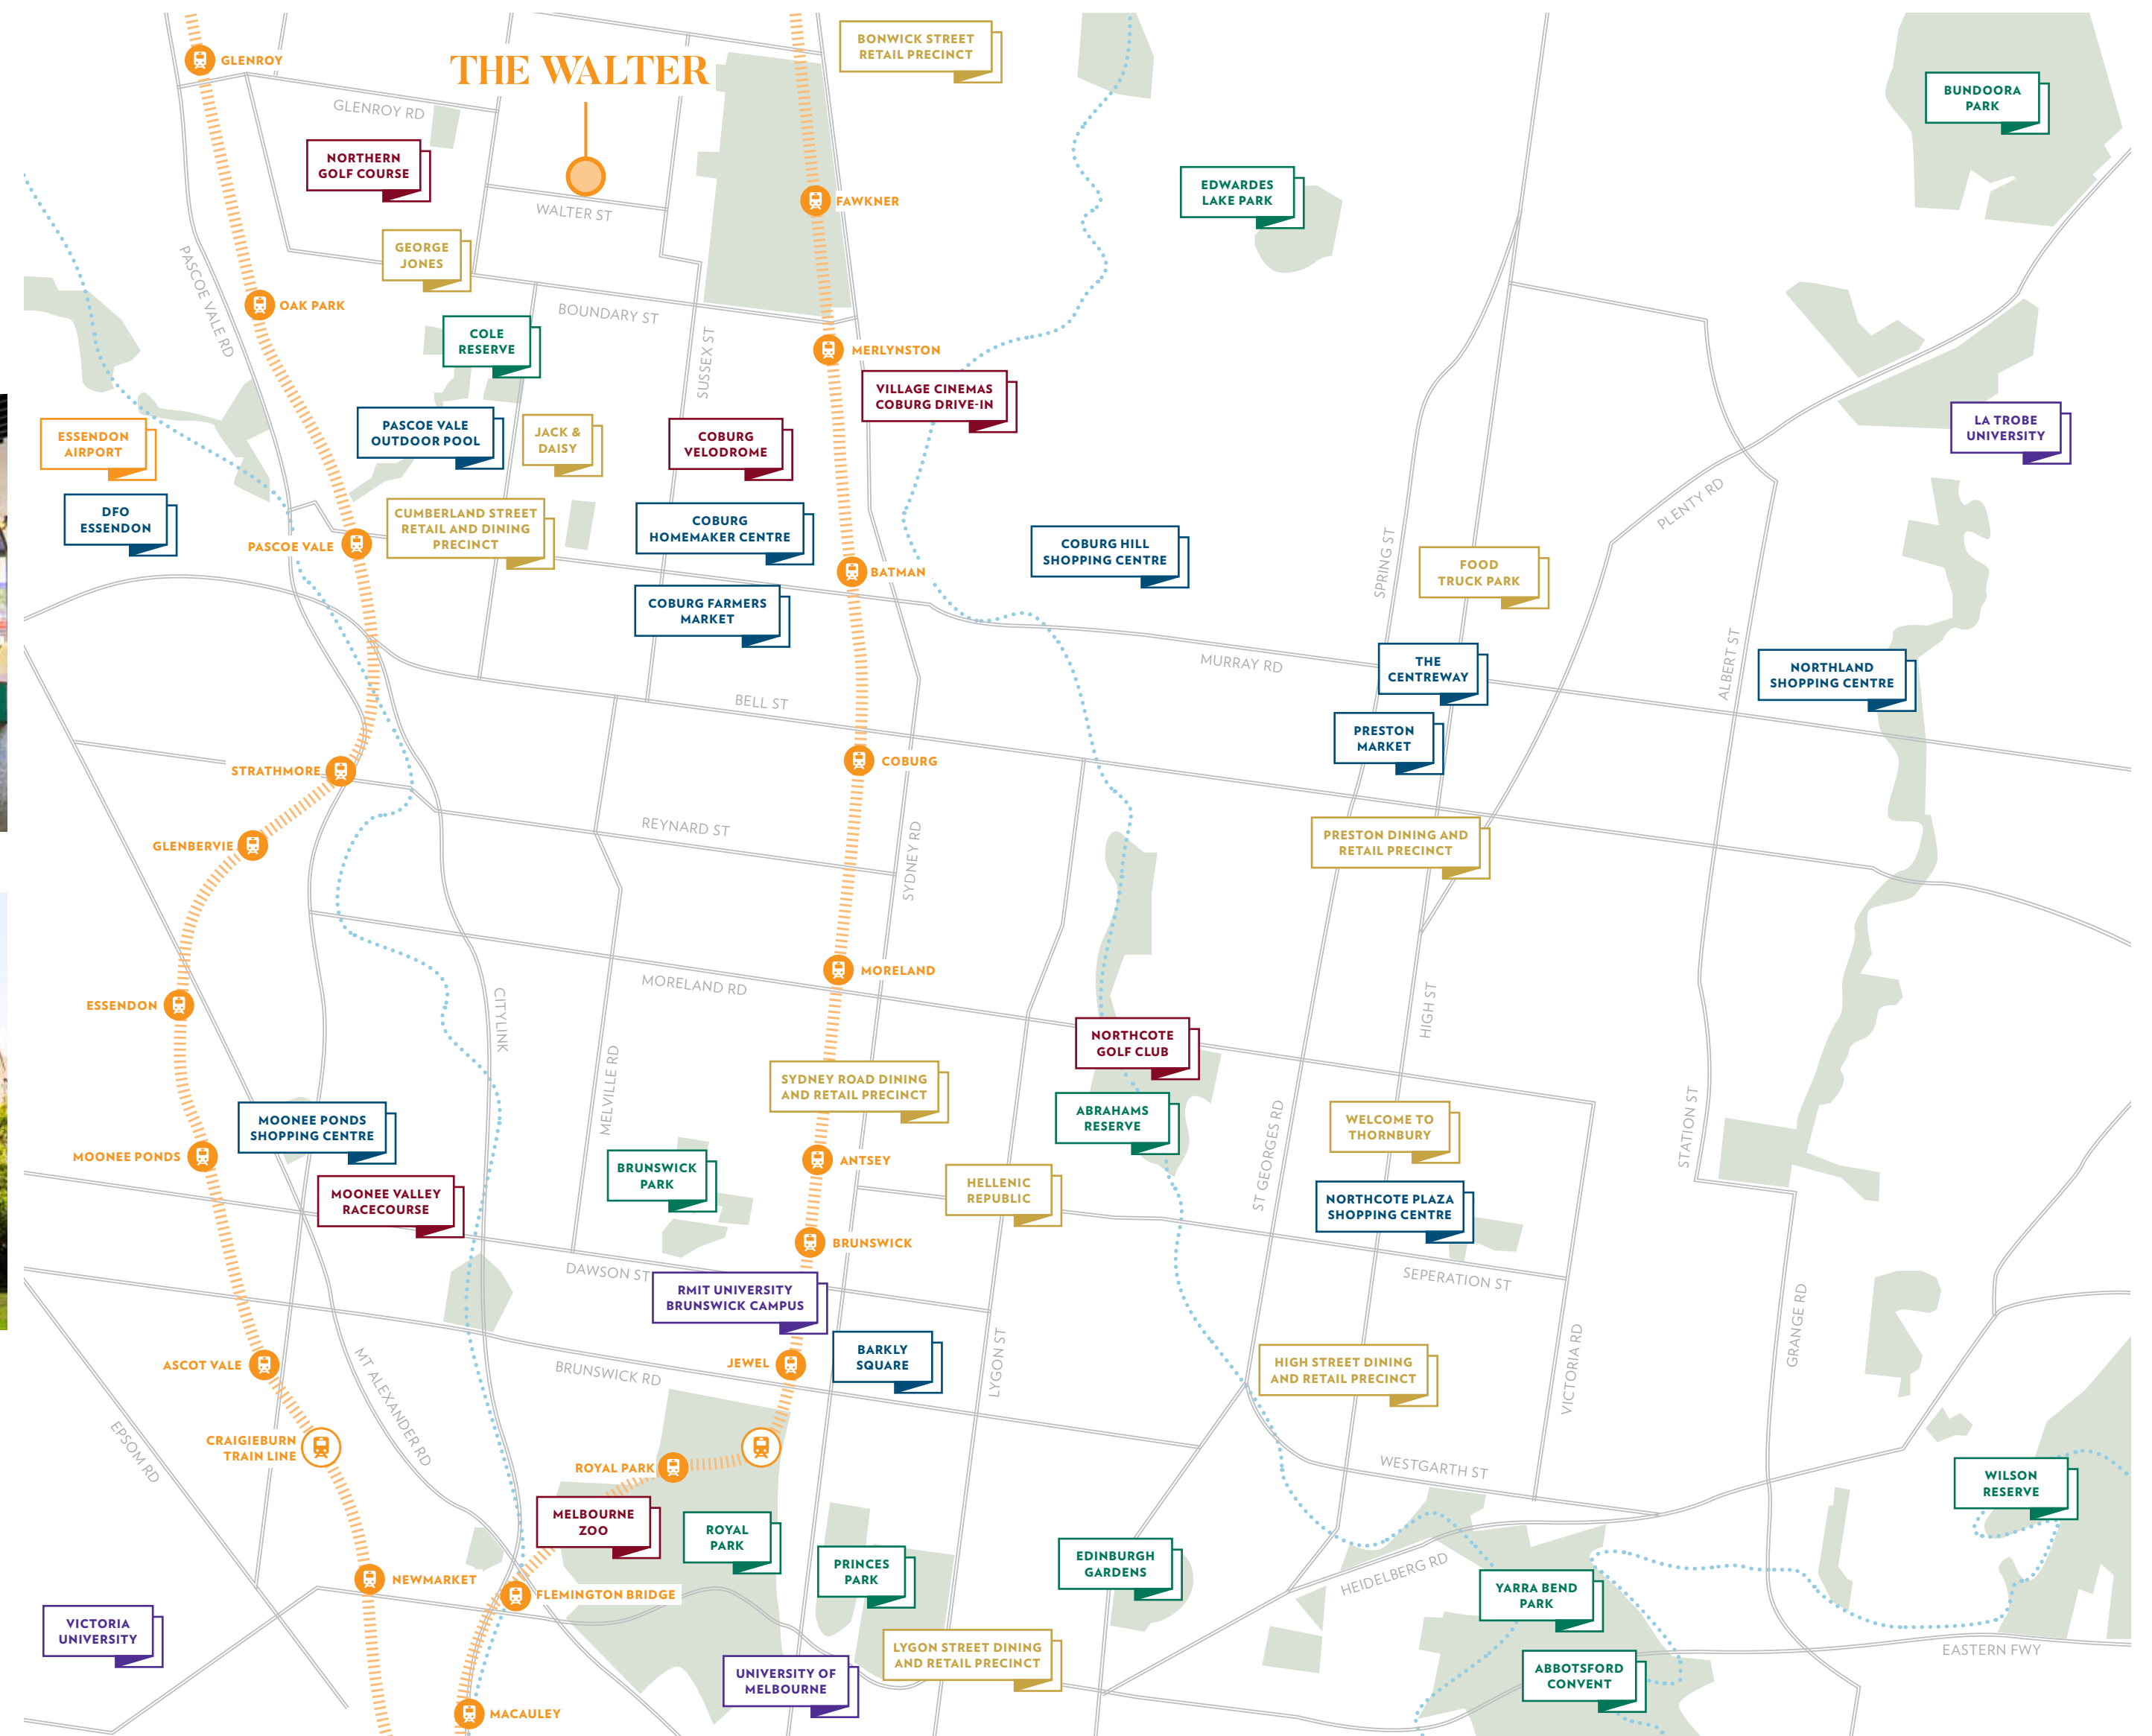 GLENROY
THE WALTER
BONWICK STREET
RETAIL PRECINCT
BUNDOORA
PARK
GLENROY RD
NORTHERN
GOLF COURSE
EDWARDES
LAKE PARK
FAWKNER
WALTER ST
GEORGE
JONES
PASCOE VALE RD
OAK PARK
BOUNDARY ST
COLE
RESERVE
SUSSEX ST
MERLYNSTON
VILLAGE CINEMAS
COBURG DRIVE-IN
ESSENDON
AIRPORT
PASCOE VALE
OUTDOOR POOL
JACK &
DAISY
COBURG
VELODROME
LA TROBE
UNIVERSITY
DFO
ESSENDON
CUMBERLAND STREET
RETAIL AND DINING
PRECINCT
COBURG
HOMEMAKER CENTRE
COBURG HILL
SHOPPING CENTRE
PLENTY RD
PASCOE VALE
BATMAN
SPRING ST
FOOD
TRUCK PARK
COBURG FARMERS
MARKET
MURRAY RD
THE
CENTREWAY
ALBERT ST
NORTHLAND
SHOPPING CENTRE
BELL ST
PRESTON
MARKET
STRATHMORE
COBURG
REYNARD ST
SYDNEY RD
PRESTON DINING AND
RETAIL PRECINCT
GLENBERVIE
MORELAND RD
MORELAND
ESSENDON
CITYLINK
HIGH ST
NORTHCOTE
GOLF CLUB
MELVILLE RD
SYDNEY ROAD DINING
AND RETAIL PRECINCT
MOONEE PONDS
SHOPPING CENTRE
ABRAHAMS
RESERVE
ST GEORGES RD
WELCOME TO
THORNBURY
STATION ST
MOONEE PONDS
BRUNSWICK
PARK
ANTSEY
MOONEE VALLEY
RACECOURSE
HELLENIC
REPUBLIC
NORTHCOTE PLAZA
SHOPPING CENTRE
BRUNSWICK
DAWSON ST
RMIT UNIVERSITY
BRUNSWICK CAMPUS
SEPERATION ST
GRANGE RD
ASCOT VALE
MT ALEXANDER RD
BRUNSWICK RD
JEWEL
BARKLY
SQUARE
LYGON ST
HIGH STREET DINING
AND RETAIL PRECINCT
VICTORIA RD
EPSOM RD
CRAIGIEBURN
TRAIN LINE
ROYAL PARK
WESTGARTH ST
WILSON
RESERVE
MELBOURNE
ZOO
ROYAL
PARK
PRINCES
PARK
EDINBURGH
GARDENS
HEIDELBERG RD
NEWMARKET
FLEMINGTON BRIDGE
YARRA BEND
PARK
VICTORIA
UNIVERSITY
LYGON STREET DINING
AND RETAIL PRECINCT
EASTERN FWY
UNIVERSITY OF
MELBOURNE
ABBOTSFORD
CONVENT
MACAULEY